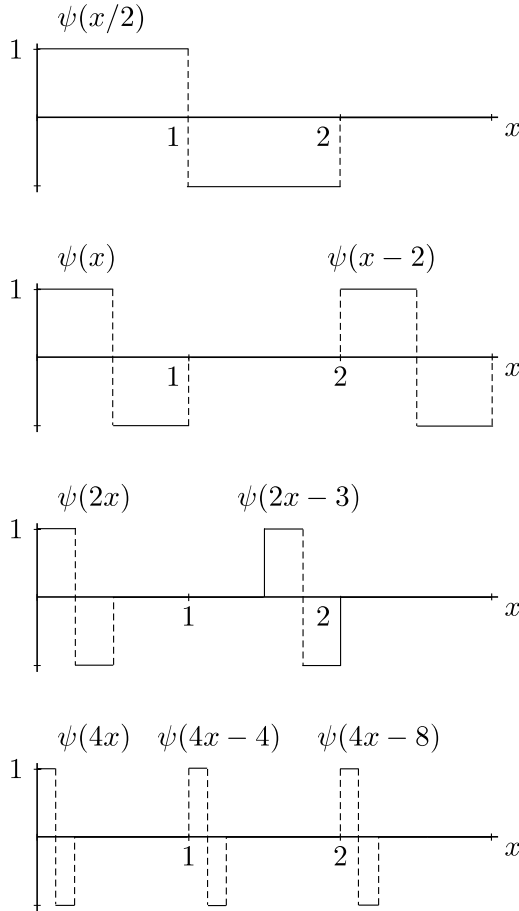 ψ(x/2)
1
1 2 x
ψ(x) ψ(x − 2)
1
1 2 x
ψ(2x) ψ(2x − 3)
1
1 2 x
ψ(4x) ψ(4x − 4) ψ(4x − 8)
1
1 2 x